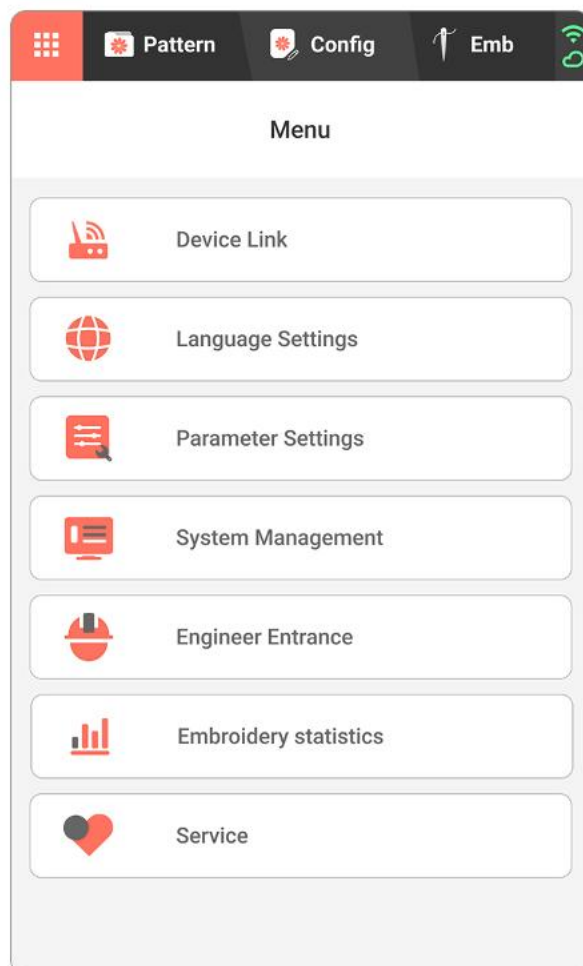 Pattern
Config
Emb
Menu
Device Link
Language Settings
Parameter Settings
System Management
Engineer Entrance
Embroidery statistics
Service